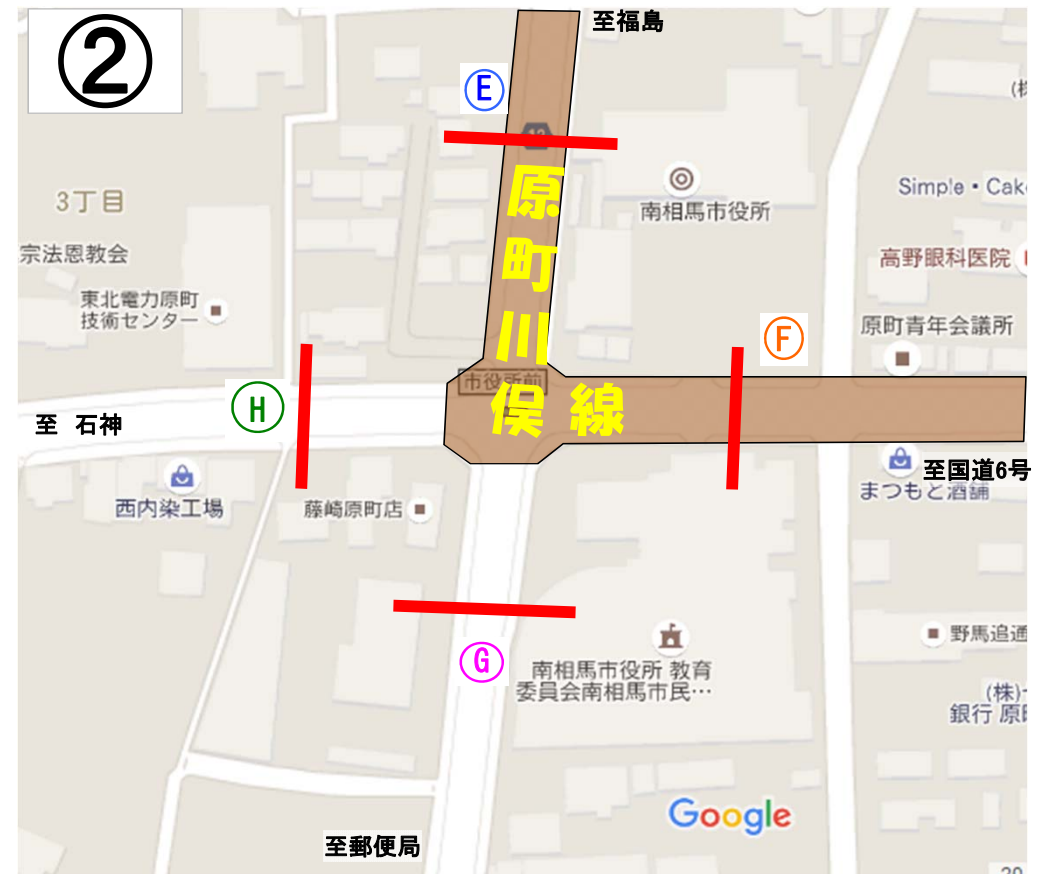 ②
至福島
E
12
原町川俣線
南相馬市役所
3丁目
Simple・Cak
宗法恩教会
高野眼科医院
東北電力原町
技術センター
F
原町青年会議所
市役所前
H
至 石神
至国道6号
まつもと酒舗
西内染工場
藤崎原町店
G
野馬追通
南相馬市役所 教育
委員会南相馬市民…
(株)
銀行 原町
Google
至郵便局